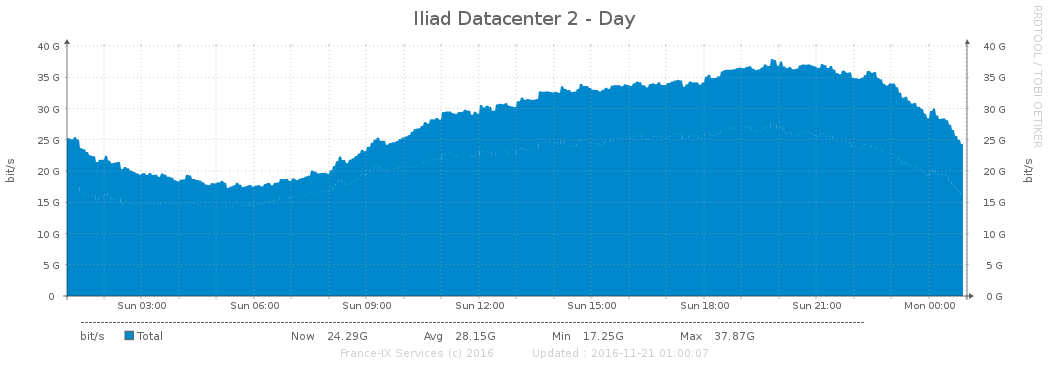 Iliad Datacenter 2 - Day
RRDTOOL / TOBI OETIKER
bit/s
bit/s
40 G 40 G
35 G 35 G
30 G 30 G
25 G 25 G
20 G 20 G
15 G 15 G
10 G 10 G
5 G 5 G
0 0 G
Sun 03:00 Sun 06:00 Sun 09:00 Sun 12:00 Sun 15:00 Sun 18:00 Sun 21:00 Mon 00:00
bit/s Total Now 24.29G Avg 28.15G Min 17.25G Max 37.87G
France-IX Services (c) 2016 Updated : 2016-11-21 01:00:07